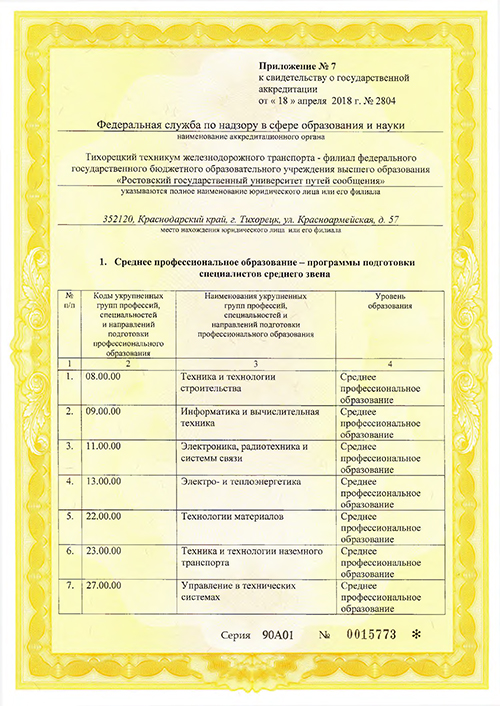 Приложение № 7
к свидетельству о государственной
аккредитации
от « 18 » апреля 2018 г. № 2804
Федеральная служба по надзору в сфере образования и науки
наименование аккредитационного органа
Тихорецкий техникум железнодорожного транспорта - филиал федерального
государственного бюджетного образовательного учреждения высшего образования
«Ростовский государственный университет путей сообщения»
указываются полное наименование юридического лица или его филиала
352120, Краснодарский край, г. Тихорецк, ул. Красноармейская, д. 57
место нахождения юридического лица или его филиала
1. Среднее профессиональное образование – программы подготовки
специалистов среднего звена
№
п/п
Коды укрупненных
групп профессий,
специальностей
и направлений
подготовки
профессионального
образования
Наименования укрупненных
групп профессий,
специальностей и
направлений подготовки
профессионального образования
Уровень
образования
1 2 3 4
1. 08.00.00 Техника и технологии
строительства
Среднее
профессиональное
образование
2. 09.00.00 Информатика и вычислительная
техника
Среднее
профессиональное
образование
3. 11.00.00 Электроника, радиотехника и
системы связи
Среднее
профессиональное
образование
4. 13.00.00 Электро- и теплоэнергетика
Среднее
профессиональное
образование
5. 22.00.00 Технологии материалов
Среднее
профессиональное
образование
6. 23.00.00 Техника и технологии наземного
транспорта
Среднее
профессиональное
образование
7. 27.00.00 Управление в технических
системах
Среднее
профессиональное
образование
Серия 90А01 № 0015773 *